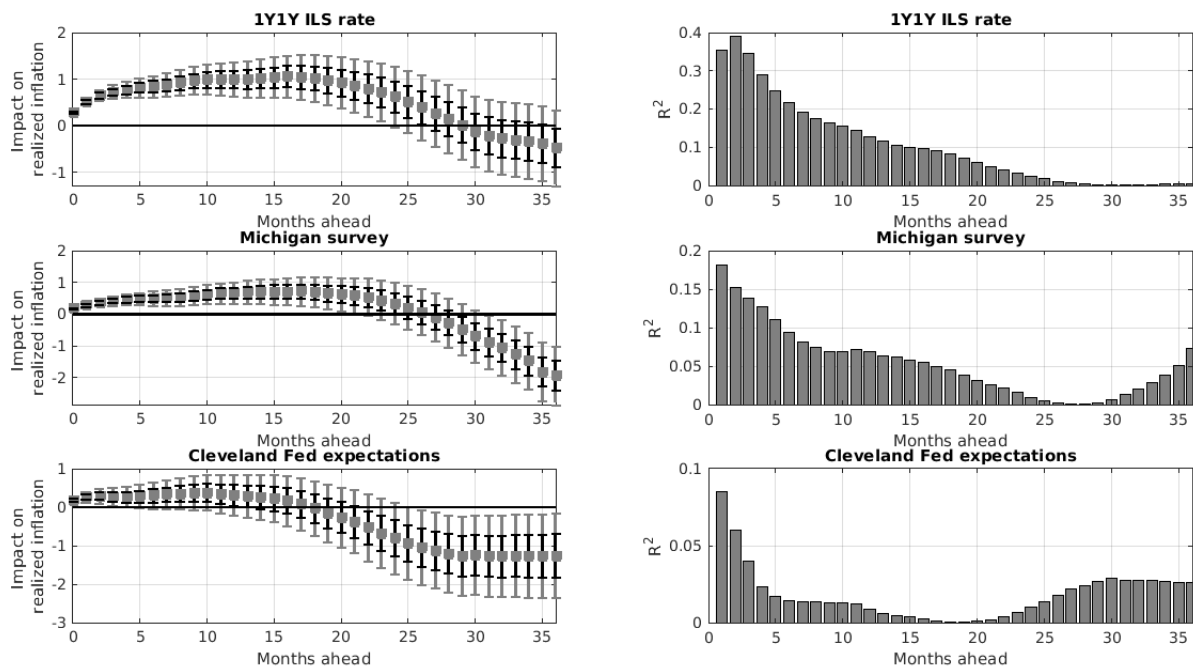 1Y1Y ILS rate
Impact on
realized inflation
2
1
0
-1
0 5 10 15 20 25 30 35
Months ahead
1Y1Y ILS rate
R2
0.4
0.3
0.2
0.1
0
0 5 10 15 20 25 30 35
Months ahead
Michigan survey
Impact on
realized inflation
2
1
0
-1
-2
0 5 10 15 20 25 30 35
Months ahead
Michigan survey
R2
0.2
0.15
0.1
0.05
0
0 5 10 15 20 25 30 35
Months ahead
Cleveland Fed expectations
Impact on
realized inflation
1
0
-1
-2
-3
0 5 10 15 20 25 30 35
Months ahead
Cleveland Fed expectations
R2
0.1
0.05
0
0 5 10 15 20 25 30 35
Months ahead